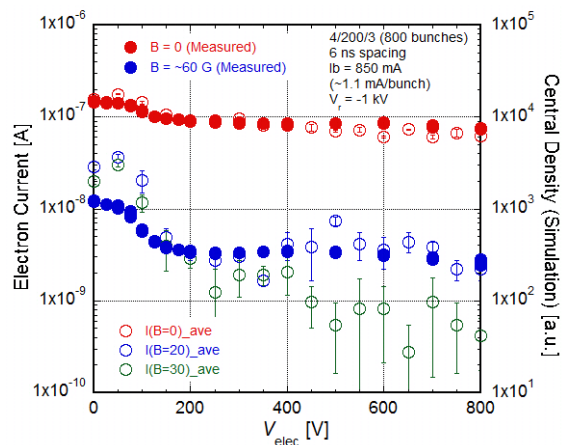 1x10^-6
1x10^-7
1x10^-8
1x10^-9
1x10^-10
Electron Current [A]
B = 0 (Measured)
B = ~60 G (Measured)
4/200/3 (800 bunches)
6 ns spacing
Ib = 850 mA
(~1.1 mA/bunch)
V_r = -1 kV
I(B=0)_ave
I(B=20)_ave
I(B=30)_ave
1x10^5
1x10^4
1x10^3
1x10^2
1x10^1
Central Density (Simulation) [a.u.]
0 200 400 600 800
V_elec [V]